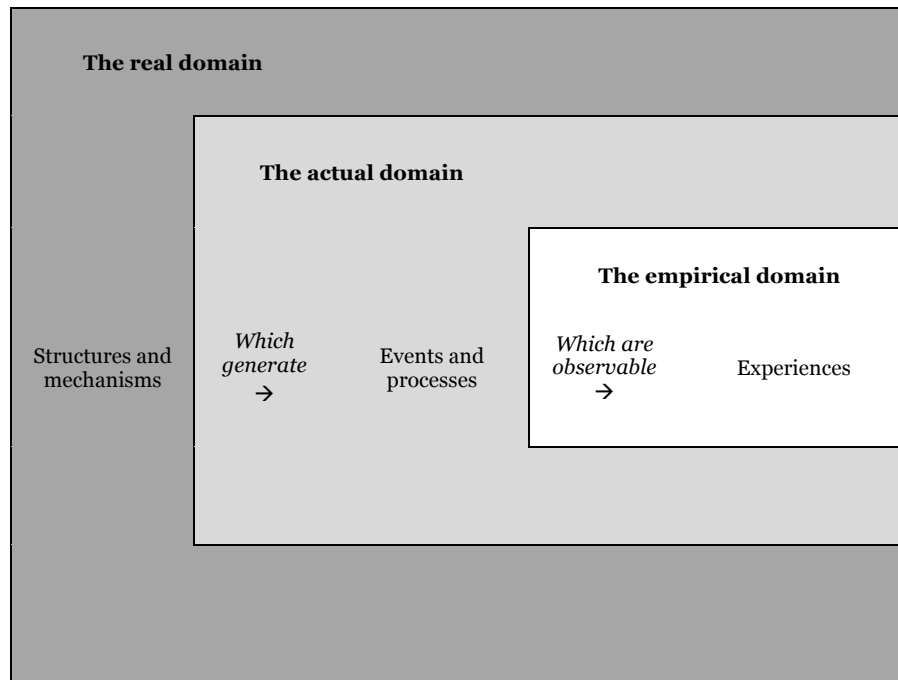 The real domain
The actual domain
The empirical domain
Structures and
mechanisms
Which
generate
→
Events and
processes
Which are
observable
→
Experiences